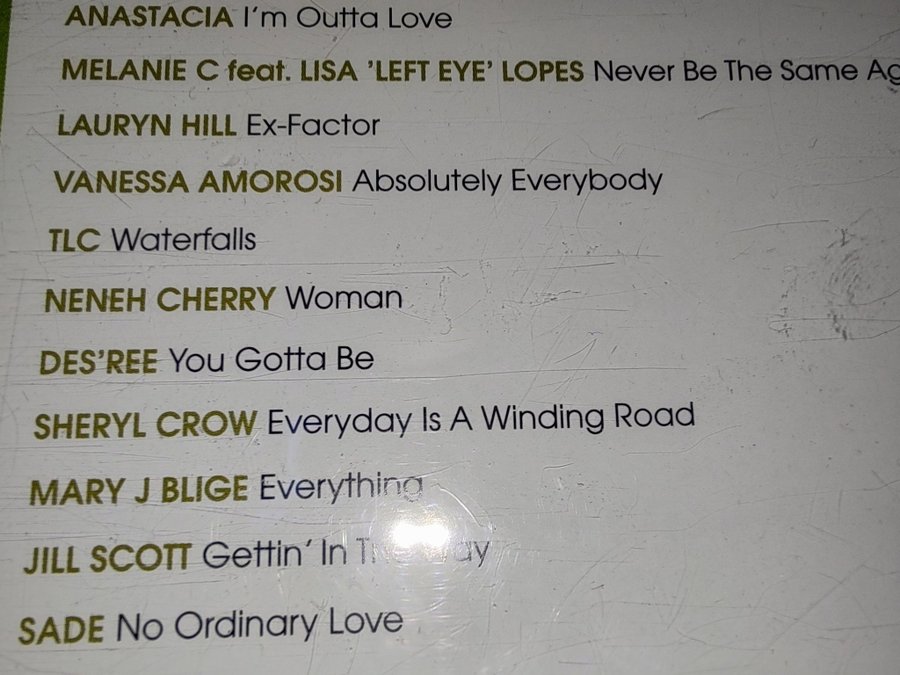 ANASTACIA I'm Outta Love
MELANIE C feat. LISA 'LEFT EYE' LOPES Never Be The Same Ag
LAURYN HILL Ex-Factor
VANESSA AMOROSI Absolutely Everybody
TLC Waterfalls
NENEH CHERRY Woman
DES'REE You Gotta Be
SHERYL CROW Everyday Is A Winding Road
MARY J BLIGE Everything
JILL SCOTT Gettin' In
SADE No Ordinary Love